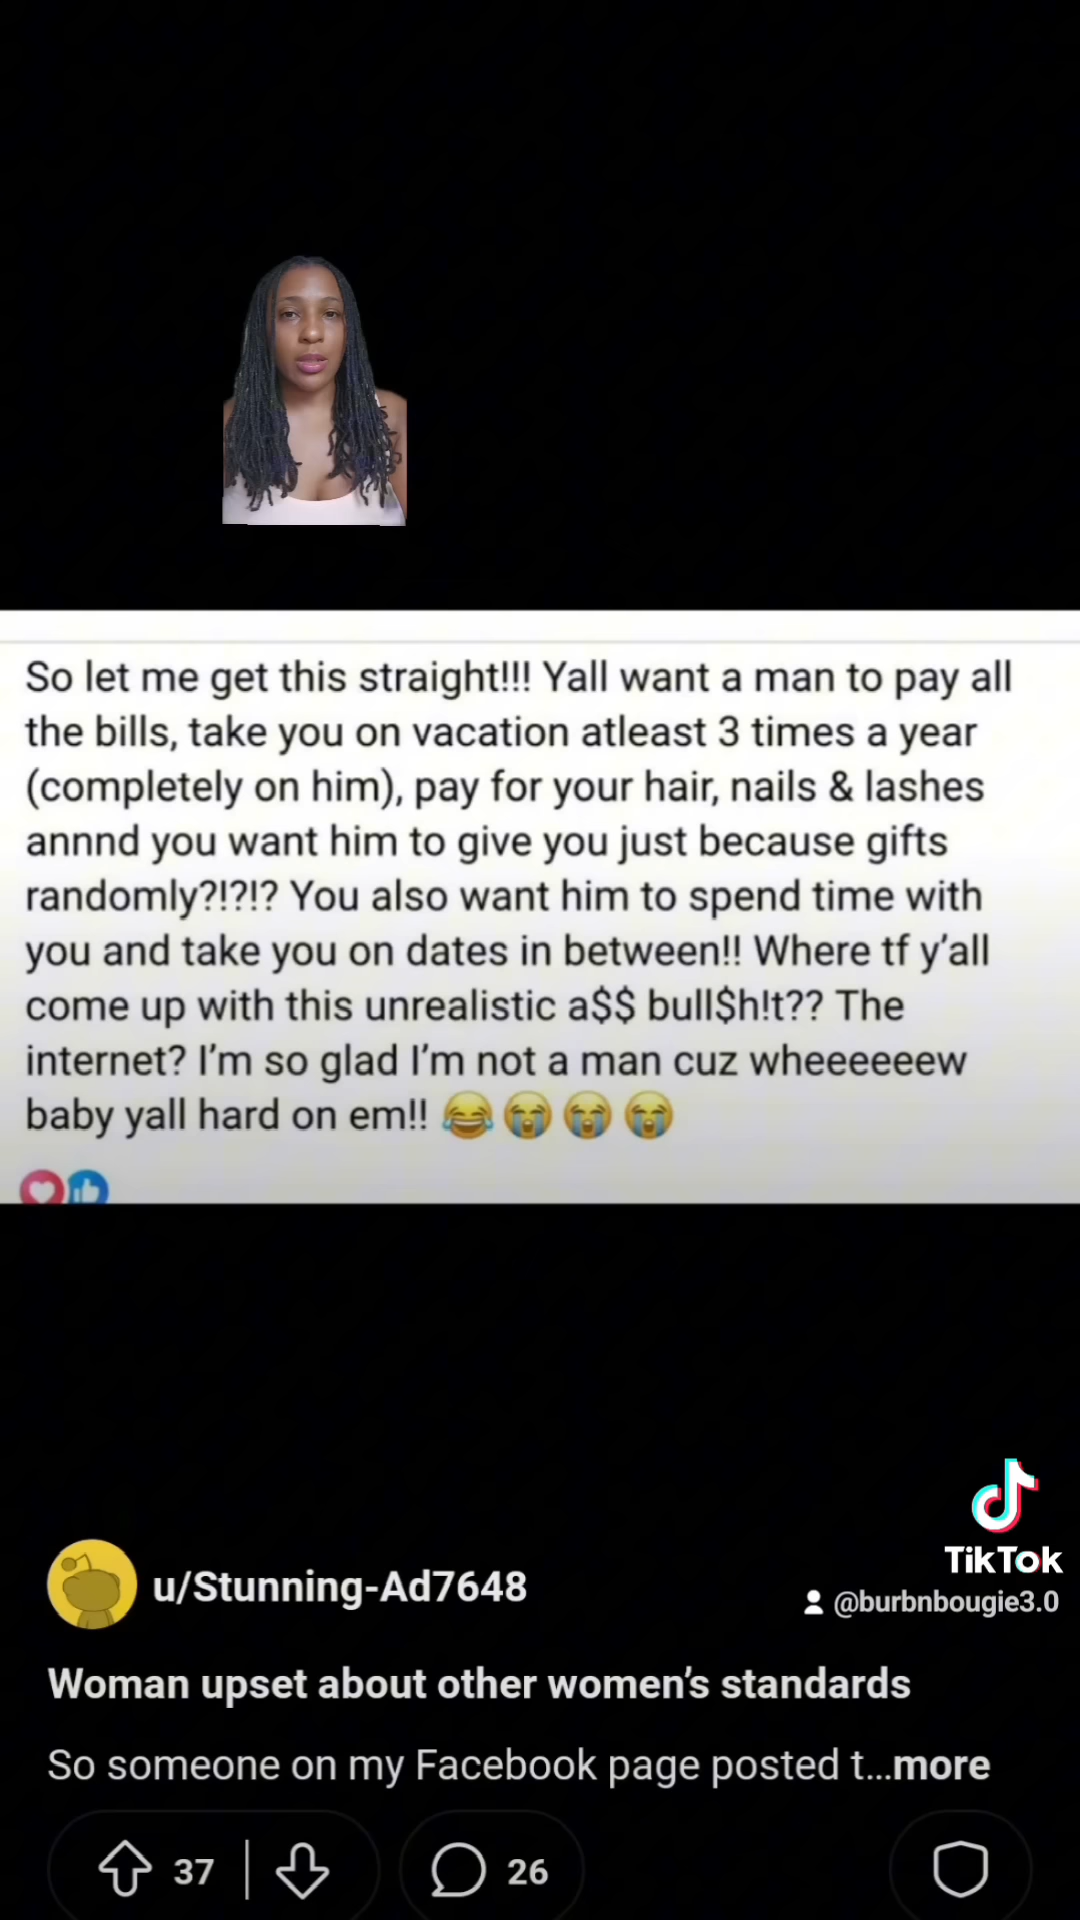 So let me get this straight!!! Yall want a man to pay all
the bills, take you on vacation atleast 3 times a year
(completely on him), pay for your hair, nails & lashes
annnd you want him to give you just because gifts
randomly?!?!? You also want him to spend time with
you and take you on dates in between!! Where tf y'all
come up with this unrealistic a$$ bull$h!t?? The
internet? I'm so glad I'm not a man cuz wheeeeeew
baby yall hard on em!! 😂😭😭😭
TikTok
@burbnbougie3.0
u/Stunning-Ad7648
Woman upset about other women's standards
So someone on my Facebook page posted t...more
37
26